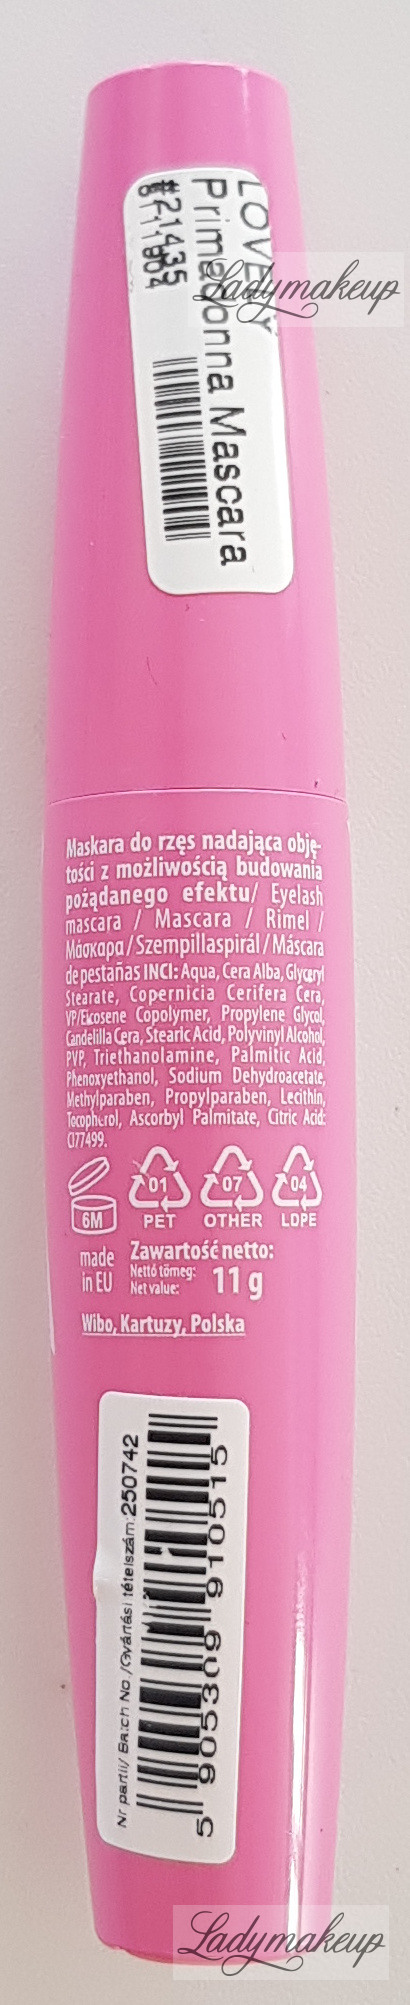 LOVELY
Primadonna Mascara
#21435
Ladymakeup
Maskara do rzęs nadająca obję-
tości z możliwością budowania
pożądanego efektu/ Eyelash
mascara / Mascara / Rimel /
Μάσκαρα/Szempillaspirál/Máscara
de pestañas INCI: Aqua, Cera Alba, Glyceryl
Stearate, Copernicia Cerifera Cera,
VP/Eicosene Copolymer, Propylene Glycol,
Candelilla Cera, Stearic Acid, Polyvinyl Alcohol,
PVP, Triethanolamine, Palmitic Acid,
Phenoxyethanol, Sodium Dehydroacetate,
Methylparaben, Propylparaben, Lecithin,
Tocopherol, Ascorbyl Palmitate, Citric Acid:
CI77499.
6M
01 07 04
PET OTHER LDPE
made
in EU
Zawartość netto:
Nettó tömeg:
Net value:
11 g
Wibo, Kartuzy, Polska
Nr partii/ Batch No./Gyártási tételszám:250742
5 905309 910515
Ladymakeup